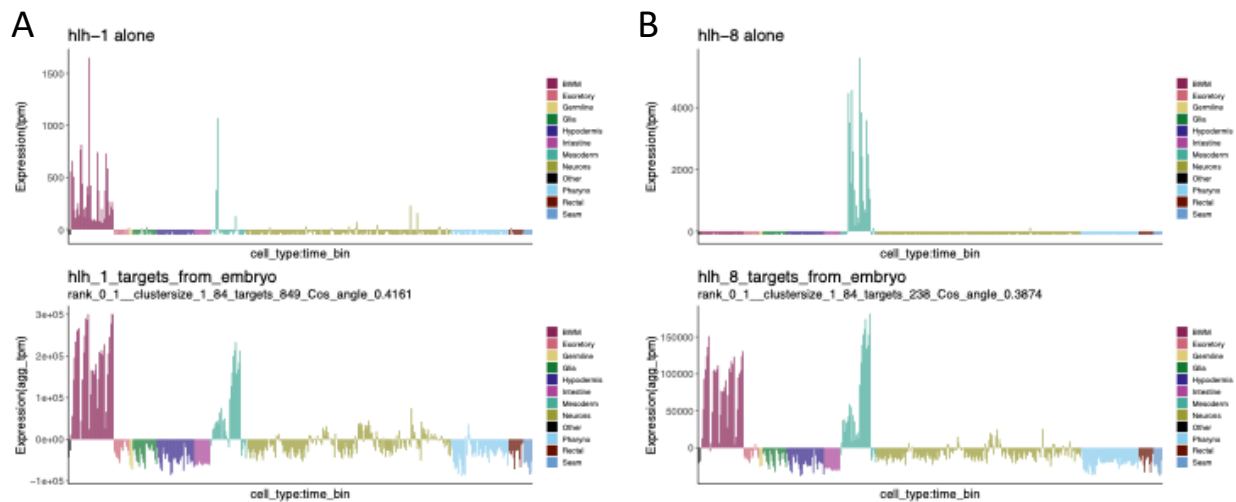 A
hlh-1 alone
Expression(tpm)
1500
1000
500
0
cell_type:time_bin
BWM
Excretory
Germline
Glia
Hypodermis
Intestine
Mesoderm
Neurons
Other
Pharynx
Rectal
Seam
hlh_1_targets_from_embryo
rank_0_1__clustersize_1_84_targets_849_Cos_angle_0.4161
Expression(agg_tpm)
3e+05
2e+05
1e+05
0e+00
-1e+05
cell_type:time_bin
BWM
Excretory
Germline
Glia
Hypodermis
Intestine
Mesoderm
Neurons
Other
Pharynx
Rectal
Seam
B
hlh-8 alone
Expression(tpm)
4000
2000
0
cell_type:time_bin
BWM
Excretory
Germline
Glia
Hypodermis
Intestine
Mesoderm
Neurons
Other
Pharynx
Rectal
Seam
hlh_8_targets_from_embryo
rank_0_1__clustersize_1_84_targets_238_Cos_angle_0.3874
Expression(agg_tpm)
150000
100000
50000
0
cell_type:time_bin
BWM
Excretory
Germline
Glia
Hypodermis
Intestine
Mesoderm
Neurons
Other
Pharynx
Rectal
Seam